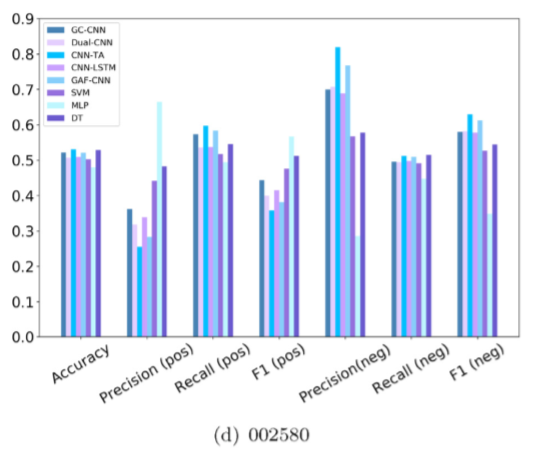 0.9
0.8
0.7
0.6
0.5
0.4
0.3
0.2
0.1
0.0
GC-CNN
Dual-CNN
CNN-TA
CNN-LSTM
GAF-CNN
SVM
MLP
DT
Accuracy
Precision (pos)
Recall (pos)
F1 (pos)
Precision(neg)
Recall (neg)
F1 (neg)
(d) 002580